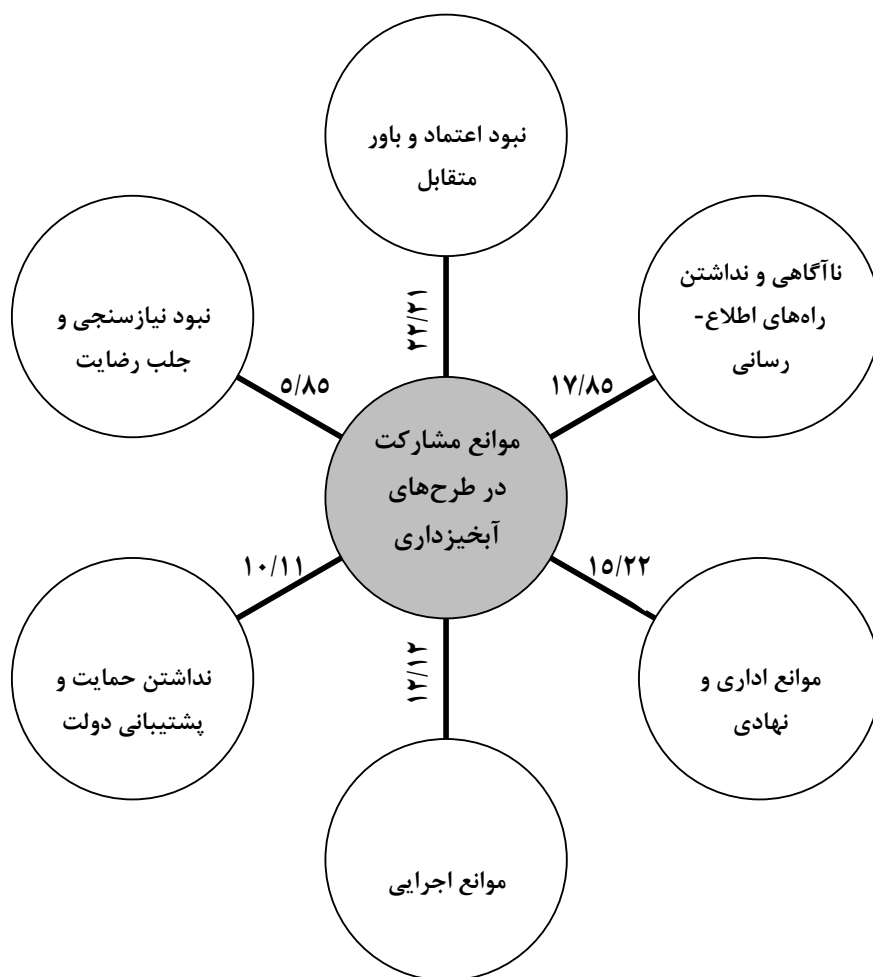 نبود اعتماد و باور
متقابل
ناآگاهی و نداشتن
راه‌های اطلاع-
رسانی
نبود نیازسنجی و
جلب رضایت
۲۲/۲۱
۱۷/۸۵
۵/۸۵
موانع مشارکت
در طرح‌های
آبخیزداری
۱۵/۲۲
۱۰/۱۱
۱۲/۱۲
موانع اداری و
نهادی
نداشتن حمایت و
پشتیبانی دولت
موانع اجرایی